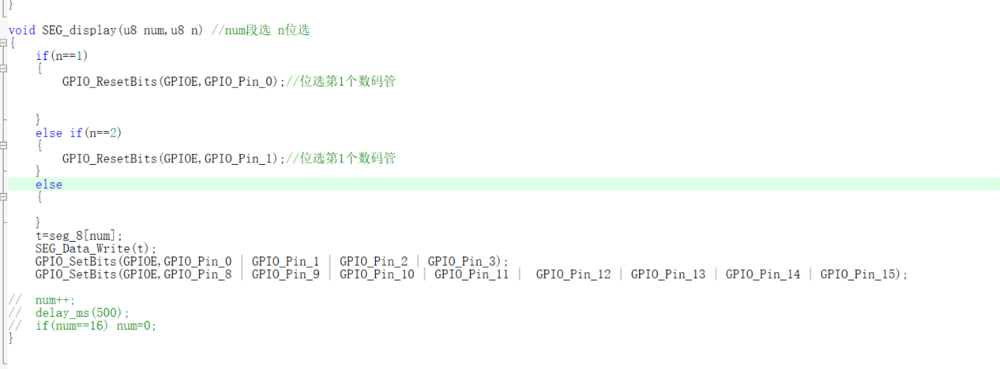 }
void SEG_display(u8 num,u8 n) //num段选 n位选
{
if(n==1)
{
GPIO_ResetBits(GPIOE,GPIO_Pin_0);//位选第1个数码管
}
else if(n==2)
{
GPIO_ResetBits(GPIOE,GPIO_Pin_1);//位选第1个数码管
}
else
{
}
t=seg_8[num];
SEG_Data_Write(t);
GPIO_SetBits(GPIOE,GPIO_Pin_0 | GPIO_Pin_1 | GPIO_Pin_2 | GPIO_Pin_3);
GPIO_SetBits(GPIOE,GPIO_Pin_8 | GPIO_Pin_9 | GPIO_Pin_10 | GPIO_Pin_11 | GPIO_Pin_12 | GPIO_Pin_13 | GPIO_Pin_14 | GPIO_Pin_15);
// num++;
// delay_ms(500);
// if(num==16) num=0;
}